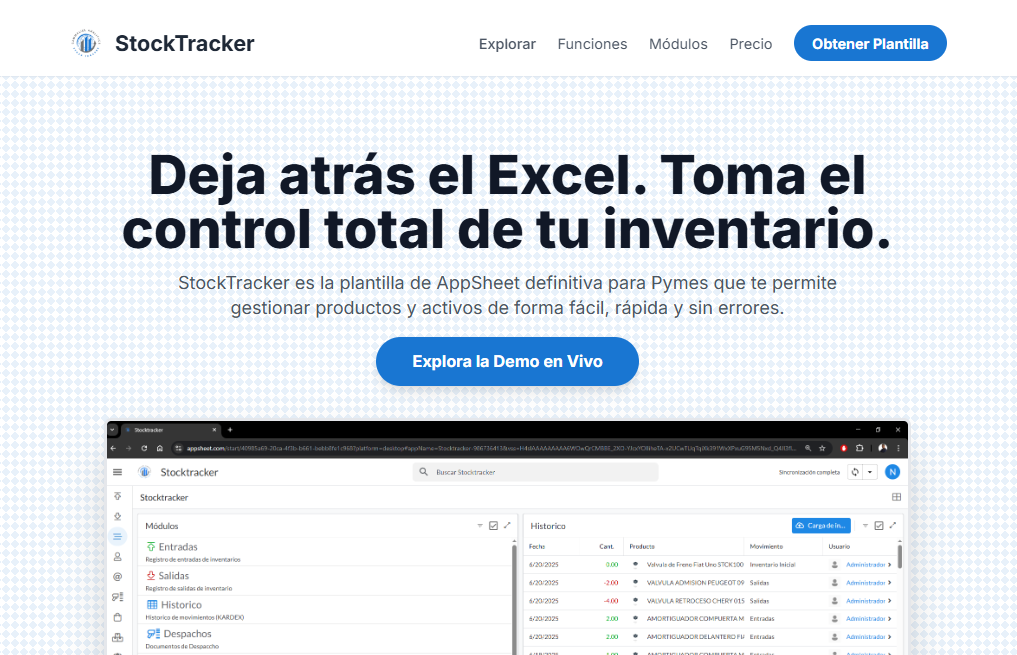 StockTracker
Explorar Funciones Módulos Precio Obtener Plantilla
Deja atrás el Excel. Toma el
control total de tu inventario.
StockTracker es la plantilla de AppSheet definitiva para Pymes que te permite
gestionar productos y activos de forma fácil, rápida y sin errores.
Explora la Demo en Vivo
Stocktracker
Stocktracker Buscar Stocktracker Sincronización completa N
Stocktracker
Módulos
Entradas
Registro de entradas de inventarios
Salidas
Registro de salidas de inventario
Historico
Historico de movimientos (KARDEX)
Despachos
Documentos de Despaccho
Historico Carga de in...
Fecha Cant. Producto Movimiento Usuario
6/20/2025 0.00 Valvula de Freno Fiat Uno STCK100 Inventario Inicial Administrador
6/20/2025 -2.00 VALVULA ADMISION PEUGEOT 09 Salidas Administrador
6/20/2025 -4.00 VALVULA RETROCESO CHERY 015 Salidas Administrador
6/20/2025 2.00 AMORTIGUADOR COMPUERTA M Entradas Administrador
6/20/2025 2.00 AMORTIGUADOR DELANTERO FI Entradas Administrador